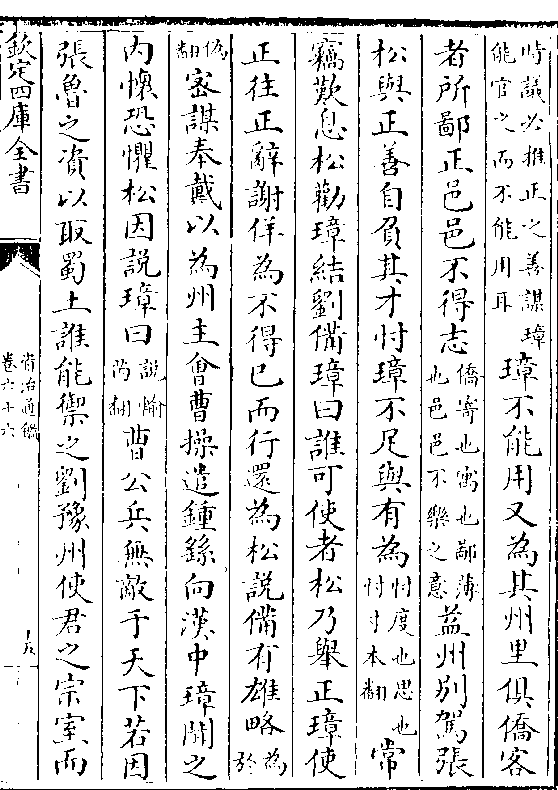 時議必推正之善謀璋
能官之而不能用耳
璋不能用又為其州里俱僑客
者所鄙正邑邑不得志
僑寄也寓也鄙薄
也邑邑不樂之意
益州别駕張
松與正善自負其才忖璋不足與有為
忖度也思也
忖寸本翻
常
竊歎息松勸璋結劉備璋曰誰可使者松乃舉正璋使
正往正辭謝佯為不得已而行還為松說備有雄略
為于
偽翻
密謀奉戴以為州主會曹操遣鍾繇向漢中璋聞之
内懷恐懼松因說璋曰
說輸
芮翻
曹公兵無敵于天下若因
張魯之資以取蜀土誰能禦之劉豫州使君之宗室而
欽定四庫全書
資治通鑑
卷六十六
十五